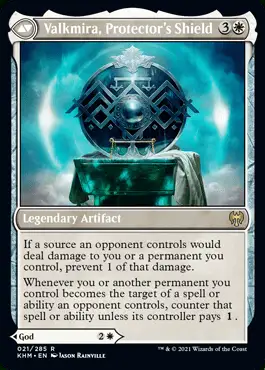 Valkmira, Protector's Shield 3
Legendary Artifact
If a source an opponent controls would
deal damage to you or a permanent you
control, prevent 1 of that damage.
Whenever you or another permanent you
control becomes the target of a spell or
ability an opponent controls, counter that
spell or ability unless its controller pays 1.
God 2
021/285 R
KHM • EN Jason Rainville
™ & © 2021 Wizards of the Coast